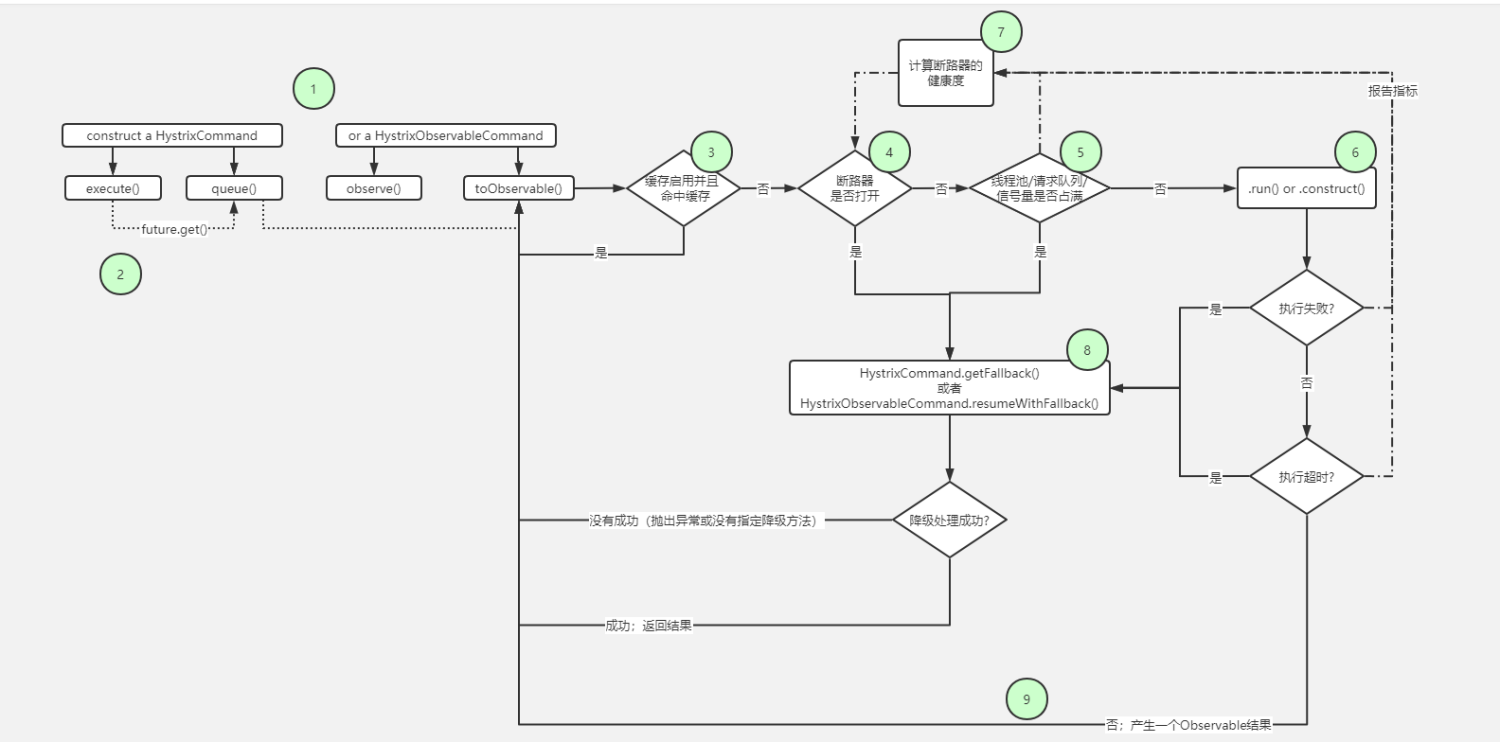 7
计算断路器的
健康度
报告指标
1
construct a HystrixCommand
or a HystrixObservableCommand
execute()
queue()
observe()
toObservable()
future.get()
2
3
缓存启用并且
命中缓存
否
是
4
断路器
是否打开
否
是
5
线程池/请求队列/
信号量是否占满
否
是
6
.run() or .construct()
执行失败?
是
否
执行超时?
是
8
HystrixCommand.getFallback()
或者
HystrixObservableCommand.resumeWithFallback()
降级处理成功?
没有成功（抛出异常或没有指定降级方法）
成功；返回结果
9
否；产生一个Observable结果